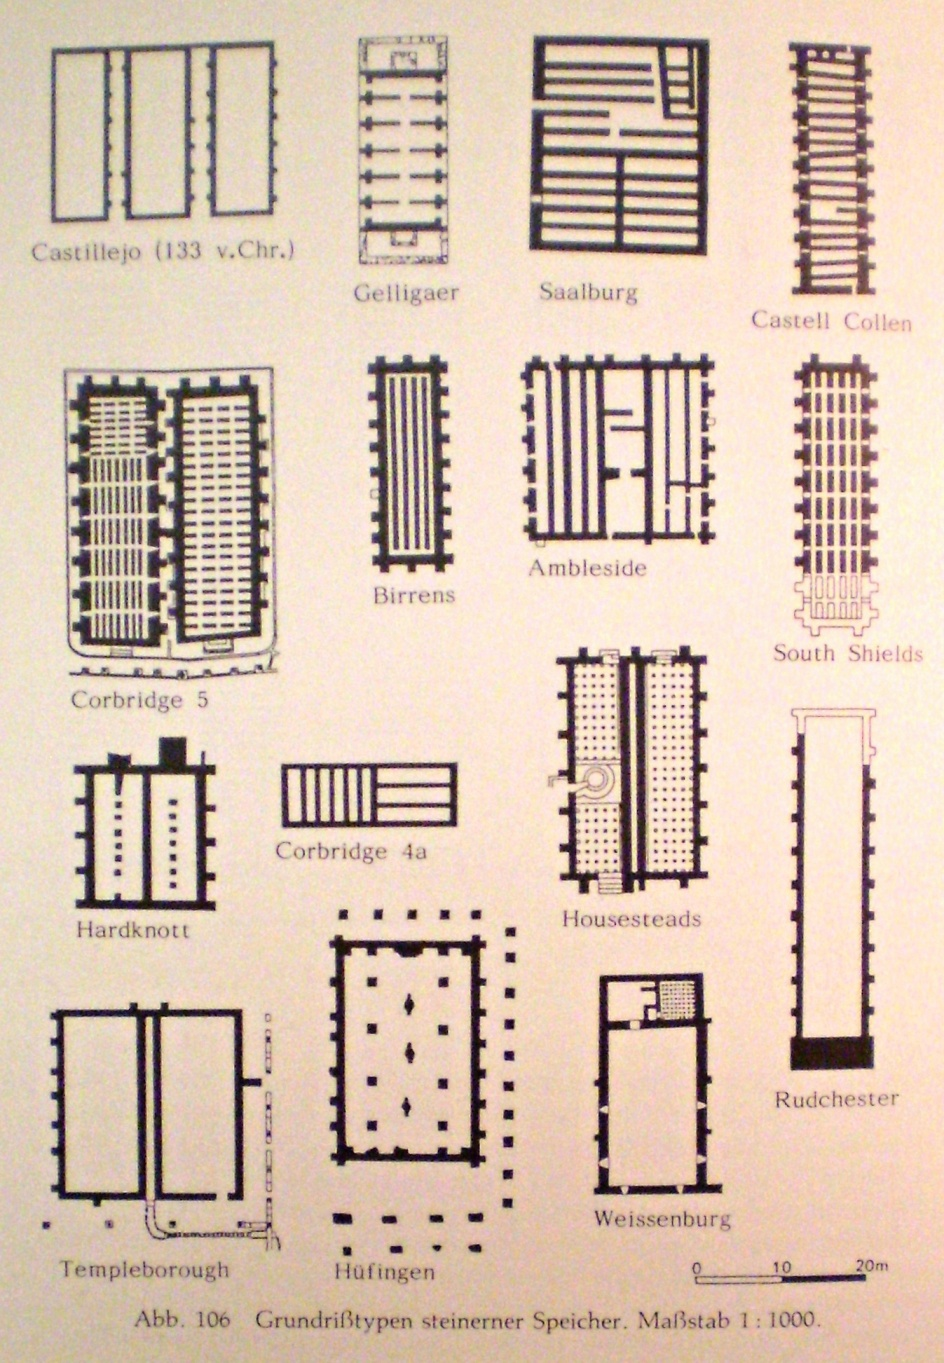 Castillejo (133 v.Chr.)
Gelligaer
Saalburg
Castell Collen
Corbridge 5
Birrens
Ambleside
South Shields
Hardknott
Corbridge 4a
Housesteads
Rudchester
Templeborough
Hüfingen
Weissenburg
0 10 20m
Abb. 106 Grundrißtypen steinerner Speicher. Maßstab 1 : 1000.